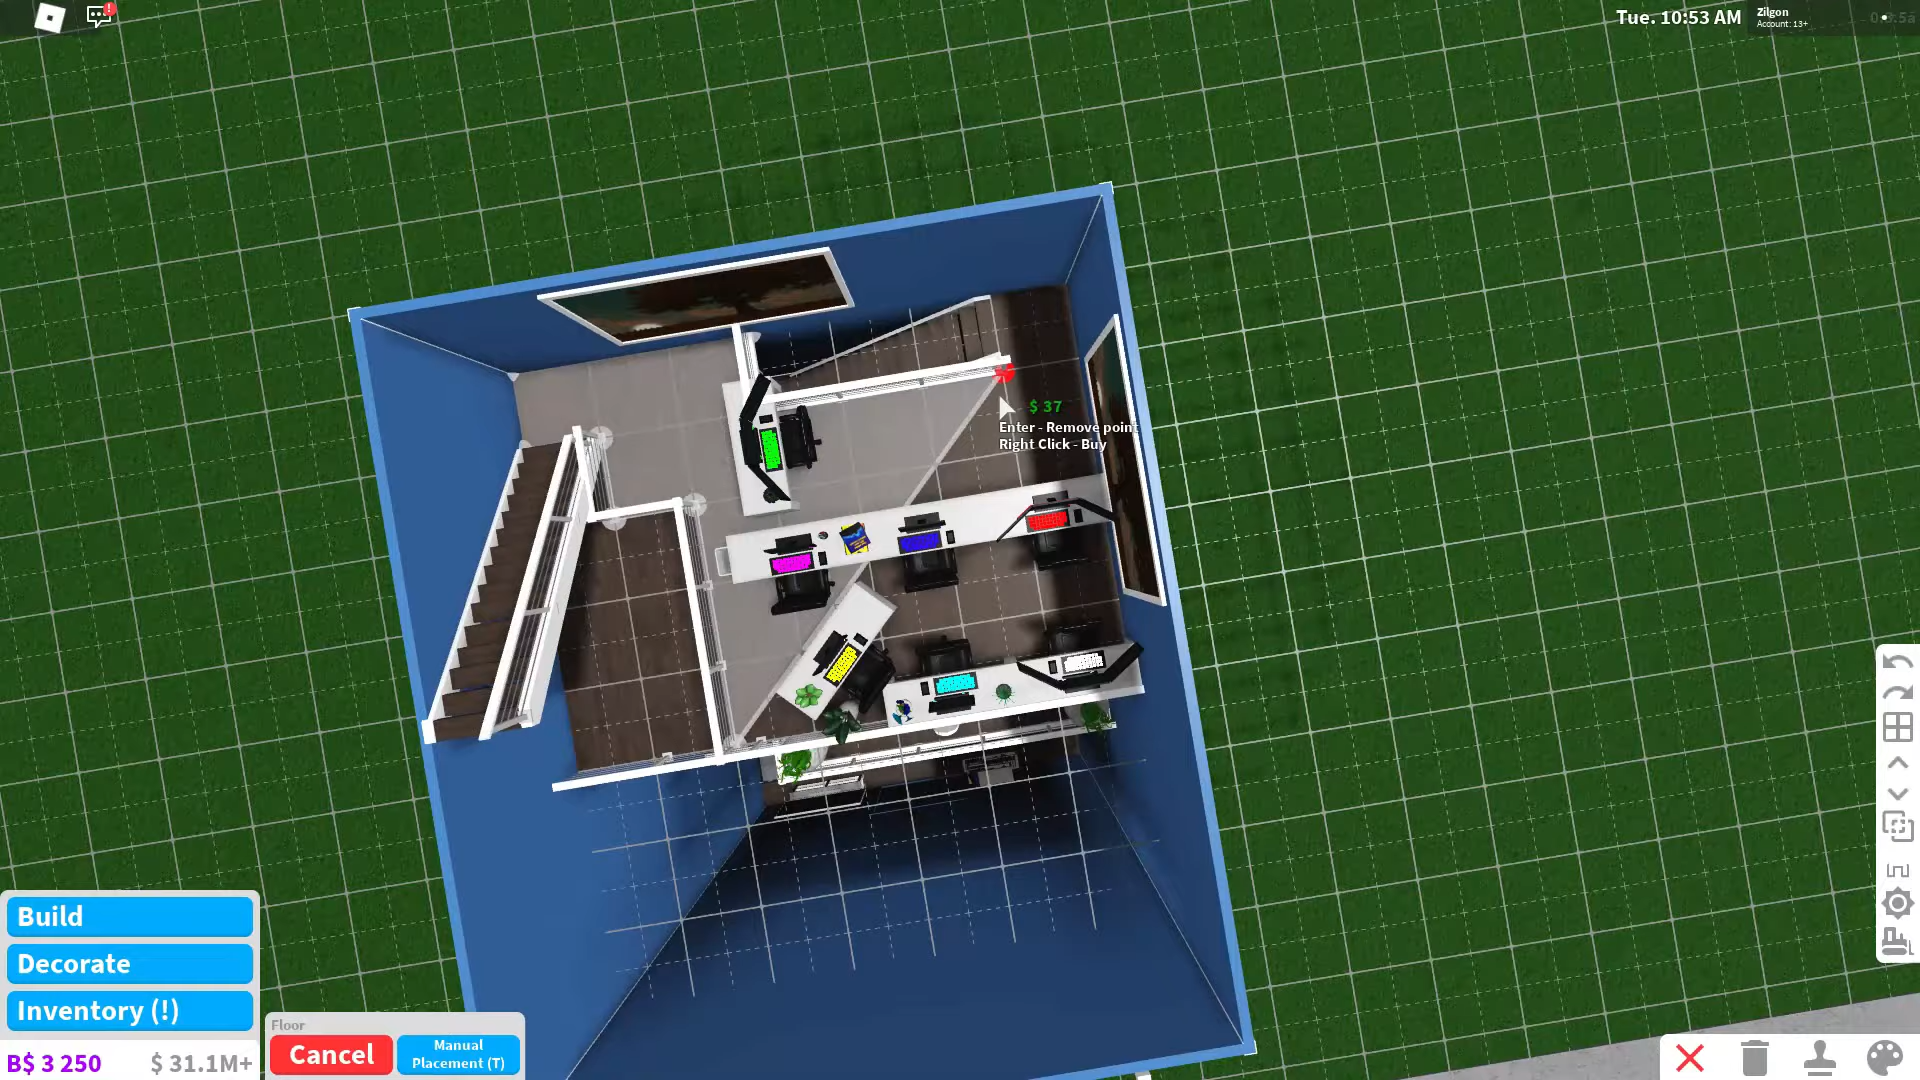 Tue. 10:53 AM
Zilgon
Account: 13+
$ 37
Enter - Remove point
Right Click - Buy
Build
Decorate
Inventory (!)
B$ 3 250
$ 31.1M+
Floor
Cancel
Manual
Placement (T)